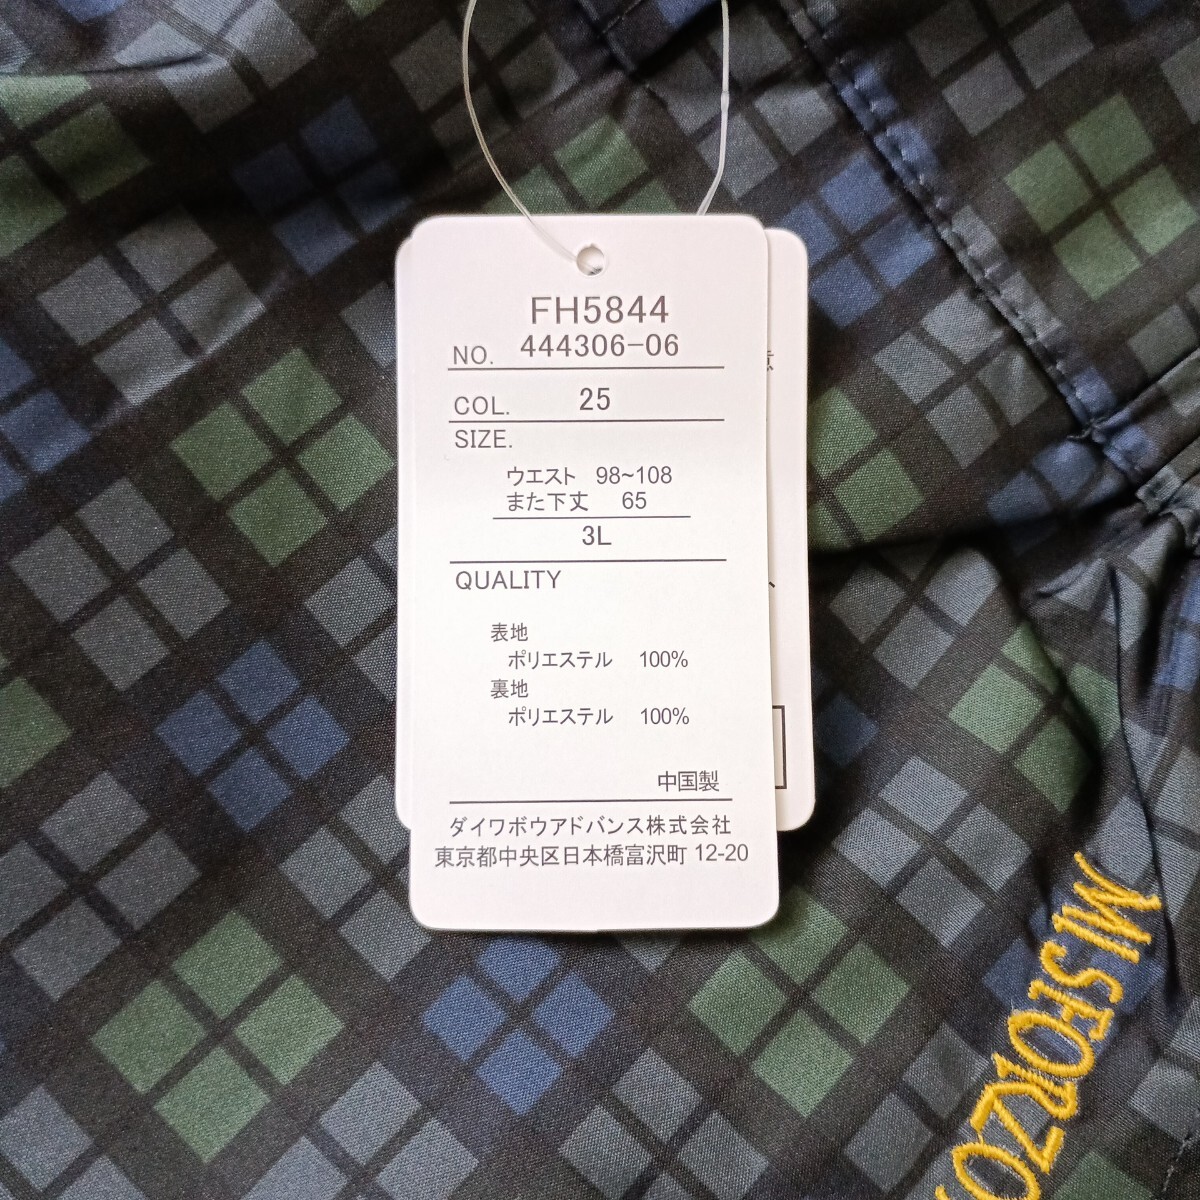 FH5844
NO. 444306-06
COL. 25
SIZE.
ウエスト 98~108
また下丈 65
3L
QUALITY
表地
ポリエステル 100%
裏地
ポリエステル 100%
中国製
ダイワボウアドバンス株式会社
東京都中央区日本橋富沢町 12-20
MI SFORZO